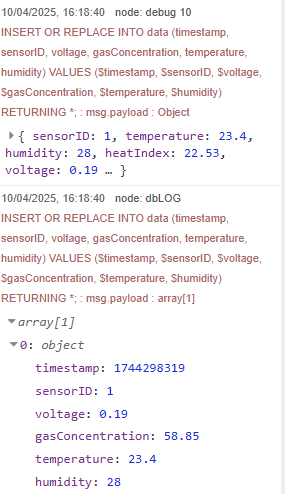 10/04/2025, 16:18:40 node: debug 10
INSERT OR REPLACE INTO data (timestamp,
sensorID, voltage, gasConcentration, temperature,
humidity) VALUES ($timestamp, $sensorID, $voltage,
$gasConcentration, $temperature, $humidity)
RETURNING *; : msg.payload : Object
{ sensorID: 1, temperature: 23.4,
humidity: 28, heatIndex: 22.53,
voltage: 0.19 … }
10/04/2025, 16:18:40 node: dbLOG
INSERT OR REPLACE INTO data (timestamp,
sensorID, voltage, gasConcentration, temperature,
humidity) VALUES ($timestamp, $sensorID, $voltage,
$gasConcentration, $temperature, $humidity)
RETURNING *; : msg.payload : array[1]
array[1]
0: object
timestamp: 1744298319
sensorID: 1
voltage: 0.19
gasConcentration: 58.85
temperature: 23.4
humidity: 28